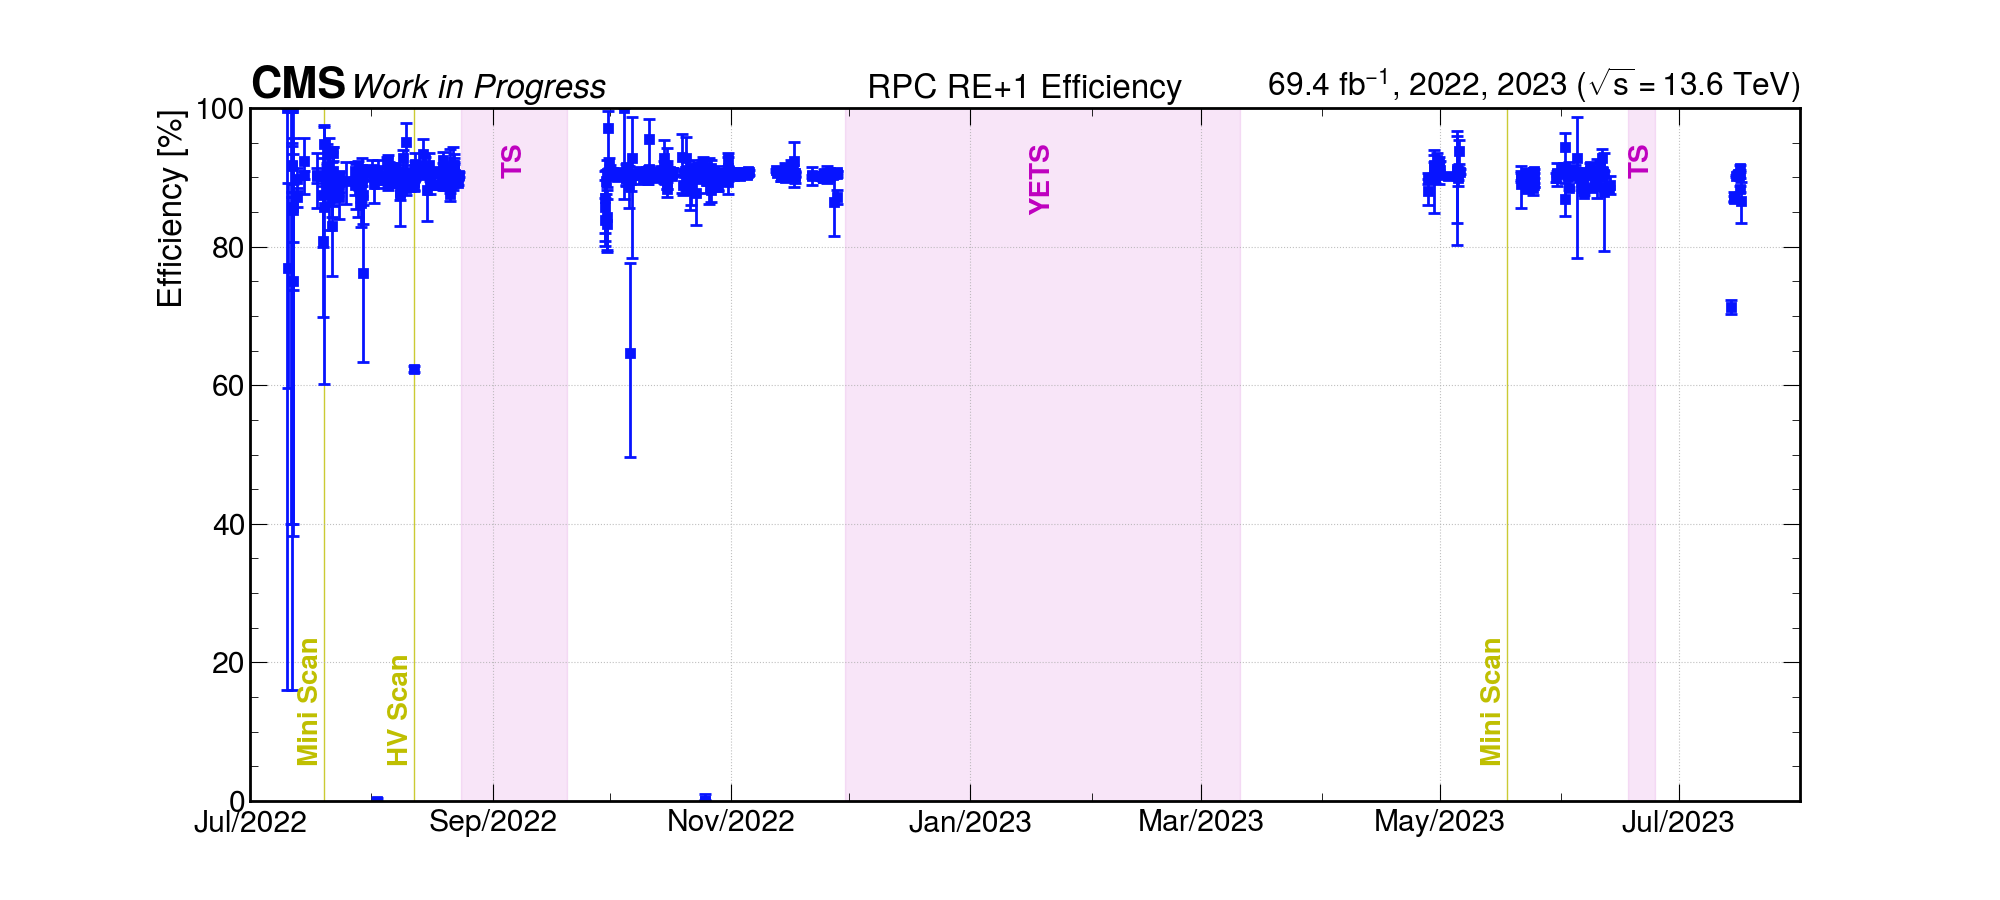 CMS Work in Progress RPC RE+1 Efficiency 69.4 fb⁻¹, 2022, 2023 (√s = 13.6 TeV)
Efficiency [%]
100
80
60
40
20
0
TS
YETS
TS
Mini Scan
HV Scan
Mini Scan
Jul/2022 Sep/2022 Nov/2022 Jan/2023 Mar/2023 May/2023 Jul/2023